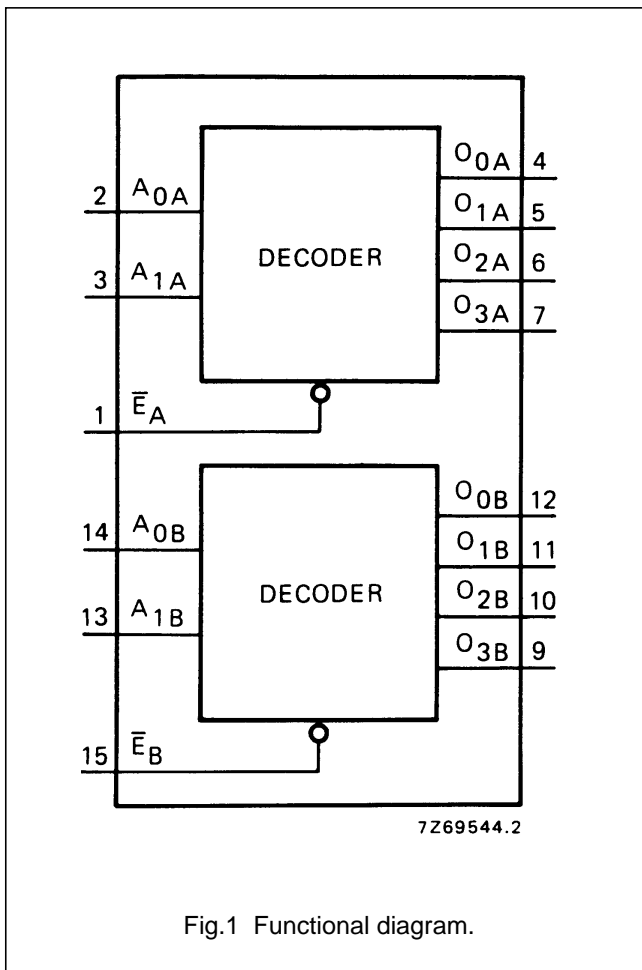 O0A 4
2 A0A
O1A 5
DECODER
O2A 6
3 A1A
O3A 7
1 ĒA
O0B 12
14 A0B
O1B 11
DECODER
O2B 10
13 A1B
O3B 9
15 ĒB
7Z69544.2
Fig.1 Functional diagram.